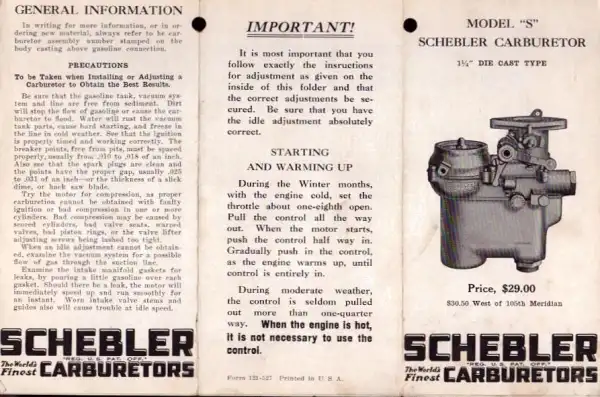 GENERAL INFORMATION
In writing for more information, or in or-
dering new material, always refer to be car-
buretor assembly number stamped on the
body casting above gasoline connection.
PRECAUTIONS
To be Taken when Installing or Adjusting a
Carburetor to Obtain the Best Results.
Be sure that the gasoline tank, vacuum sys-
tem and line are free from sediment. Dirt
will stop the flow of gasoline or cause the car-
buretor to flood. Water will rust the vacuum
tank parts, cause hard starting, and freeze in
the line in cold weather. See that the ignition
is properly timed and working correctly. The
breaker points, free from pits, must be spaced
properly, usually from .010 to .018 of an inch.
Also see that the spark plugs are clean and
the points have the proper gap, usually .025
to .031 of an inch—or the thickness of a slick
dime, or hack saw blade.
Try the motor for compression, as proper
carburetion cannot be obtained with faulty
ignition or bad compression in one or more
cylinders. Bad compression may be caused by
scored cylinders, bad valve seats, warped
valves, bad piston rings, or the valve lifter
adjusting screws being lashed too tight.
When an idle adjustment cannot be obtain-
ed, examine the vacuum system for a possible
flow of gas through the suction line.
Examine the intake manifold gaskets for
leaks, by pouring a little gasoline over each
gasket. Should there be a leak, the motor will
immediately speed up and run smoothly for
an instant. Worn intake valve stems and
guides also will cause trouble at idle speed.
SCHEBLER
"REG. U.S. PAT. OFF."
The World's
Finest CARBURETORS
IMPORTANT!
It is most important that you
follow exactly the insructions
for adjustment as given on the
inside of this folder and that
the correct adjustments be se-
cured. Be sure that you have
the idle adjustment absolutely
correct.
STARTING
AND WARMING UP
During the Winter months,
with the engine cold, set the
throttle about one-eighth open.
Pull the control all the way
out. When the motor starts,
push the control half way in.
Gradually push in the control,
as the engine warms up, until
control is entirely in.
During moderate weather,
the control is seldom pulled
out more than one-quarter
way. When the engine is hot,
it is not necessary to use the
control.
Form 121-527 Printed in U. S. A.
MODEL "S"
SCHEBLER CARBURETOR
1¼" DIE CAST TYPE
Price, $29.00
$30.50 West of 105th Meridian
SCHEBLER
"REG. U.S. PAT. OFF."
The World's
Finest CARBURETORS